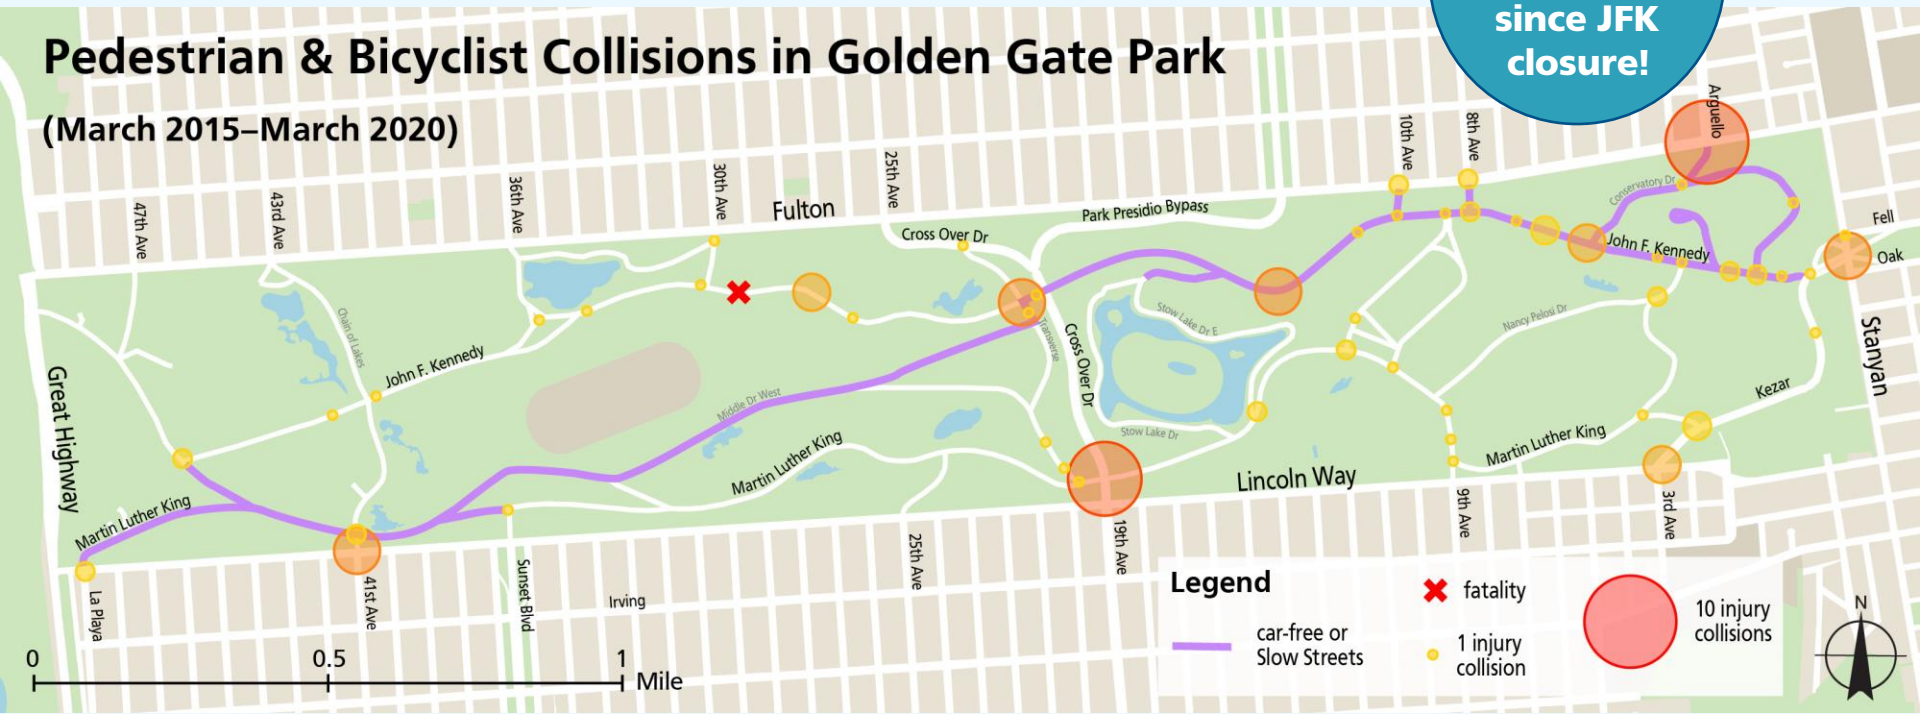 since JFK
closure!
Pedestrian & Bicyclist Collisions in Golden Gate Park
(March 2015–March 2020)
47th Ave
43rd Ave
36th Ave
30th Ave
25th Ave
10th Ave
8th Ave
Arguello
Fulton
Cross Over Dr
Park Presidio Bypass
Conservatory Dr
Fell
Oak
John F. Kennedy
Chain of Lakes
John F. Kennedy
Transverse
Cross Over Dr
Stow Lake Dr E
Nancy Pelosi Dr
Stanyan
Great Highway
Middle Dr West
Kezar
Stow Lake Dr
Martin Luther King
Martin Luther King
Martin Luther King
Lincoln Way
La Playa
41st Ave
Sunset Blvd
Irving
25th Ave
19th Ave
9th Ave
3rd Ave
Legend
car-free or
Slow Streets
fatality
1 injury
collision
10 injury
collisions
0
0.5
1
Mile
N